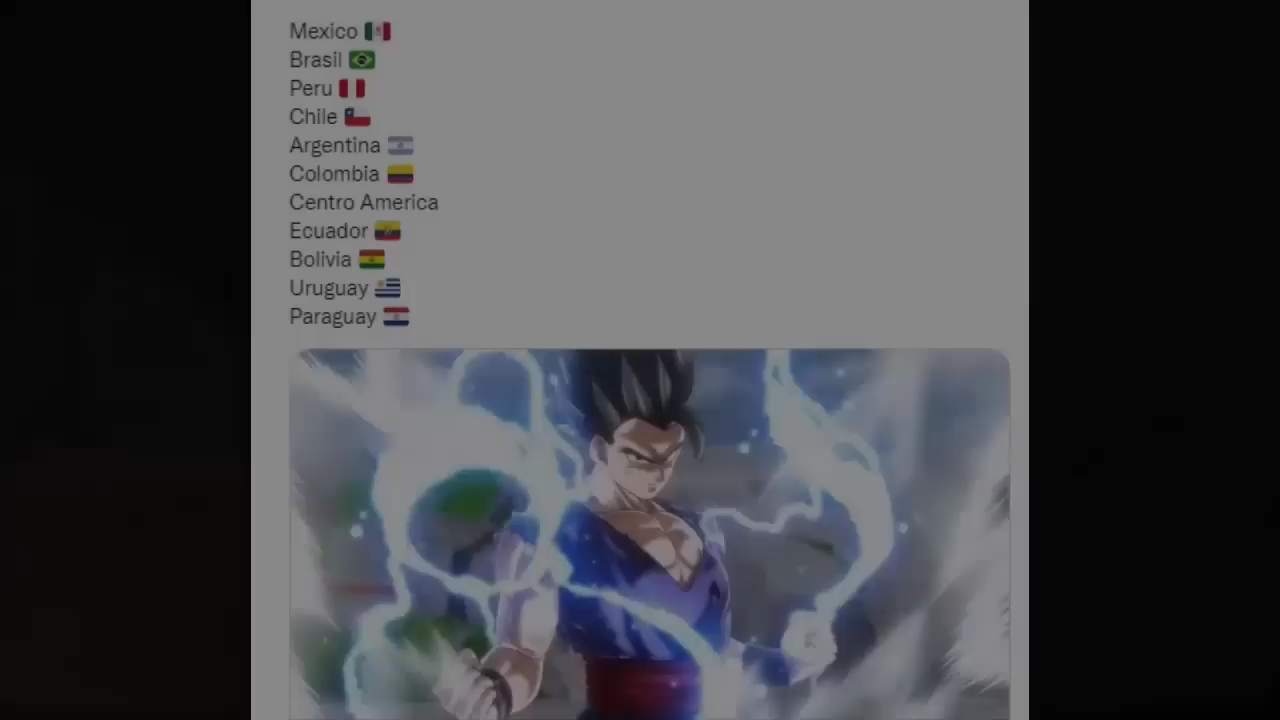 Mexico 🇲🇽
Brasil 🇧🇷
Peru 🇵🇪
Chile 🇨🇱
Argentina 🇦🇷
Colombia 🇨🇴
Centro America
Ecuador 🇪🇨
Bolivia 🇧🇴
Uruguay 🇺🇾
Paraguay 🇵🇾